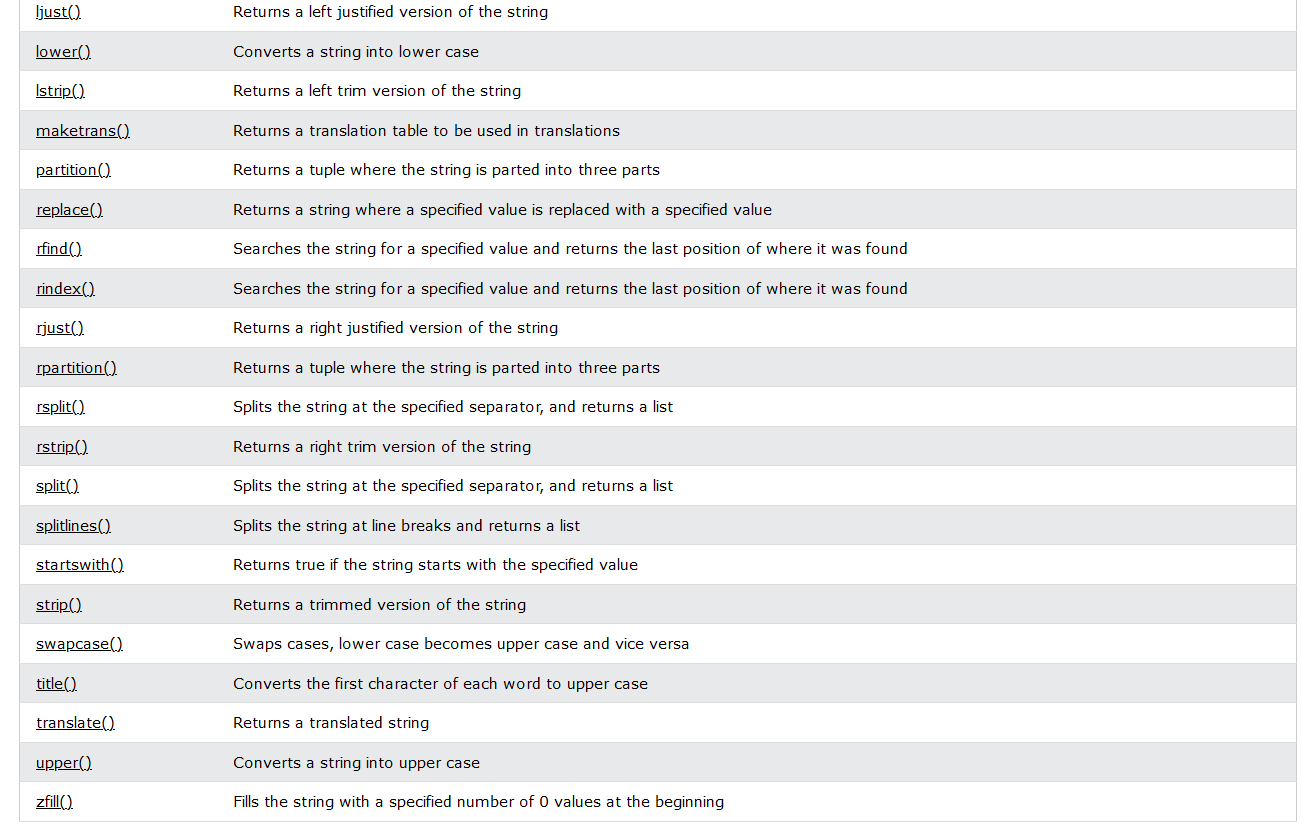 ljust() Returns a left justified version of the string
lower() Converts a string into lower case
lstrip() Returns a left trim version of the string
maketrans() Returns a translation table to be used in translations
partition() Returns a tuple where the string is parted into three parts
replace() Returns a string where a specified value is replaced with a specified value
rfind() Searches the string for a specified value and returns the last position of where it was found
rindex() Searches the string for a specified value and returns the last position of where it was found
rjust() Returns a right justified version of the string
rpartition() Returns a tuple where the string is parted into three parts
rsplit() Splits the string at the specified separator, and returns a list
rstrip() Returns a right trim version of the string
split() Splits the string at the specified separator, and returns a list
splitlines() Splits the string at line breaks and returns a list
startswith() Returns true if the string starts with the specified value
strip() Returns a trimmed version of the string
swapcase() Swaps cases, lower case becomes upper case and vice versa
title() Converts the first character of each word to upper case
translate() Returns a translated string
upper() Converts a string into upper case
zfill() Fills the string with a specified number of 0 values at the beginning